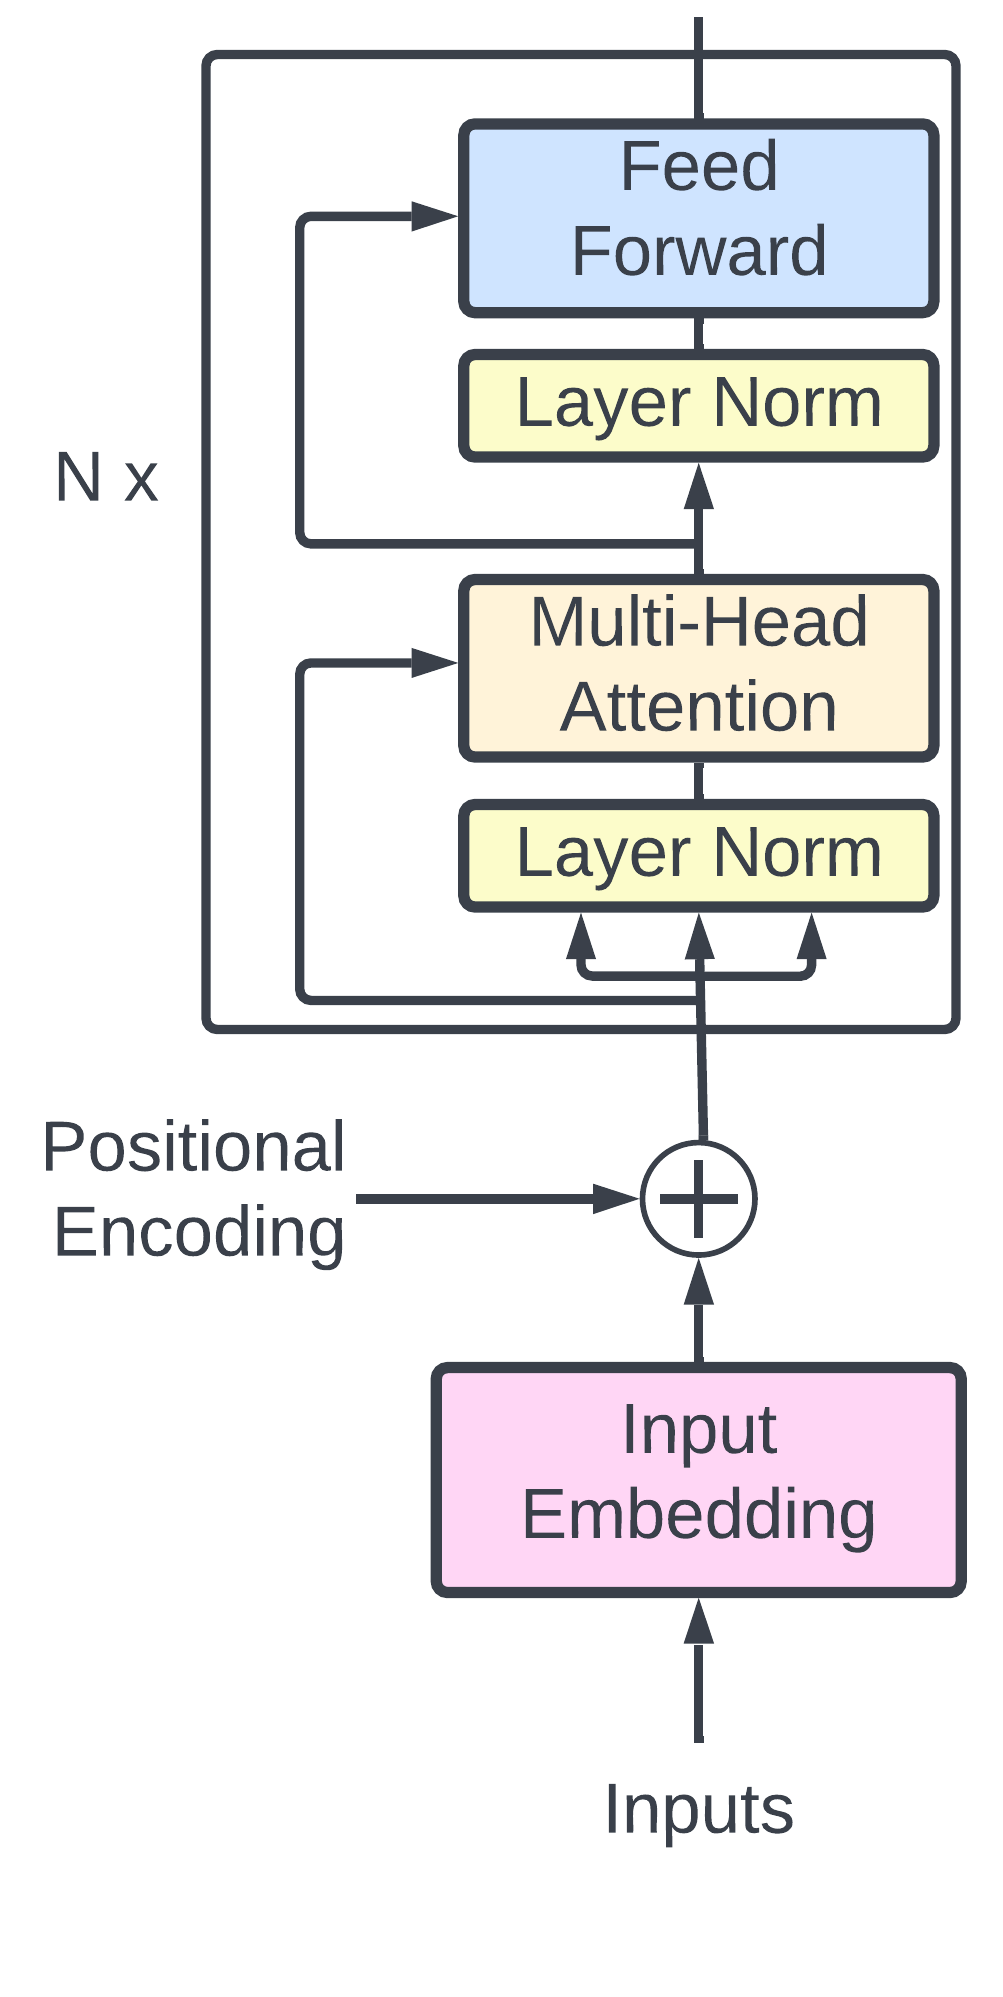 Feed
Forward
Layer Norm
N x
Multi-Head
Attention
Layer Norm
Positional
Encoding
Input
Embedding
Inputs